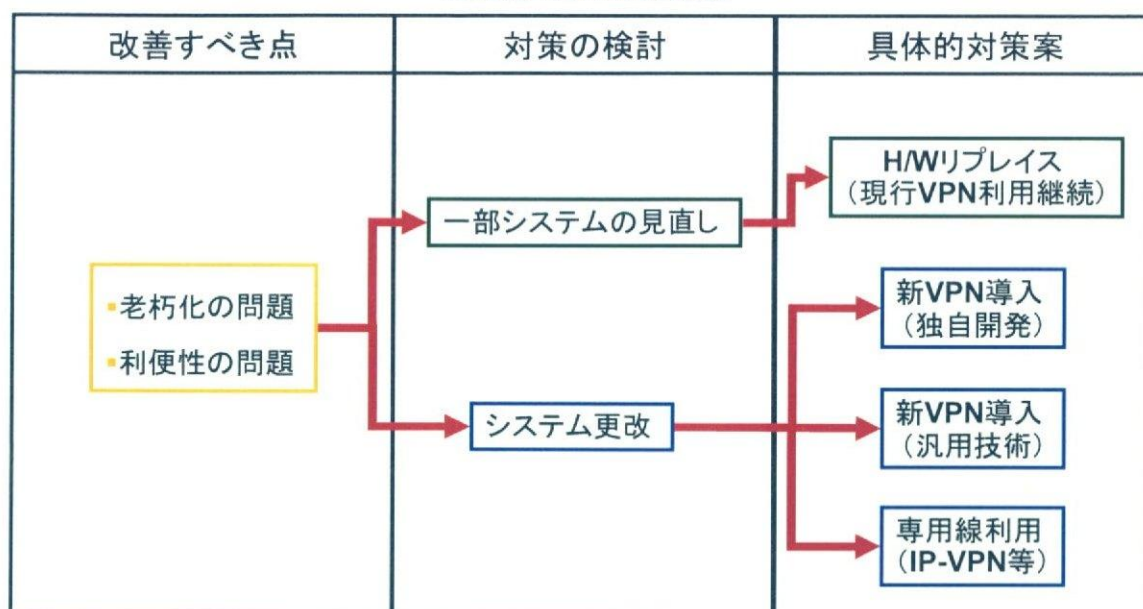 改善すべき点
対策の検討
具体的対策案
▪老朽化の問題
▪利便性の問題
一部システムの見直し
システム更改
H/Wリプレイス
（現行VPN利用継続）
新VPN導入
（独自開発）
新VPN導入
（汎用技術）
専用線利用
（IP-VPN等）